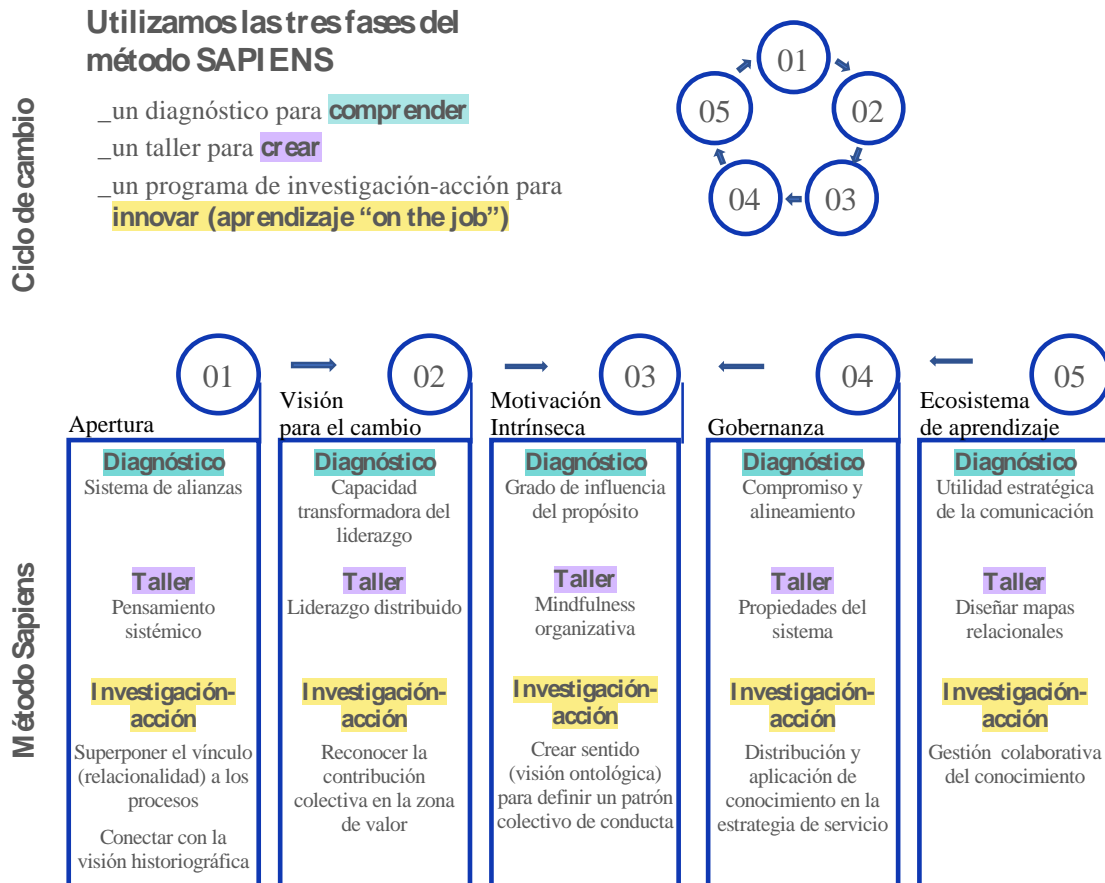 Utilizamos las tres fases del
método SAPIENS
_un diagnóstico para comprender
_un taller para crear
_un programa de investigación-acción para
innovar (aprendizaje “on the job”)
Ciclo de cambio
01
02
03
04
05
Método Sapiens
01
Apertura
Diagnóstico
Sistema de alianzas
Taller
Pensamiento
sistémico
Investigación-
acción
Superponer el vínculo
(relacionalidad) a los
procesos
Conectar con la
visión historiográfica
02
Visión
para el cambio
Diagnóstico
Capacidad
transformadora del
liderazgo
Taller
Liderazgo distribuido
Investigación-
acción
Reconocer la
contribución
colectiva en la zona
de valor
03
Motivación
Intrínseca
Diagnóstico
Grado de influencia
del propósito
Taller
Mindfulness
organizativa
Investigación-
acción
Crear sentido
(visión ontológica)
para definir un patrón
colectivo de conducta
04
Gobernanza
Diagnóstico
Compromiso y
alineamiento
Taller
Propiedades del
sistema
Investigación-
acción
Distribución y
aplicación de
conocimiento en la
estrategia de servicio
05
Ecosistema
de aprendizaje
Diagnóstico
Utilidad estratégica
de la comunicación
Taller
Diseñar mapas
relacionales
Investigación-
acción
Gestión colaborativa
del conocimiento